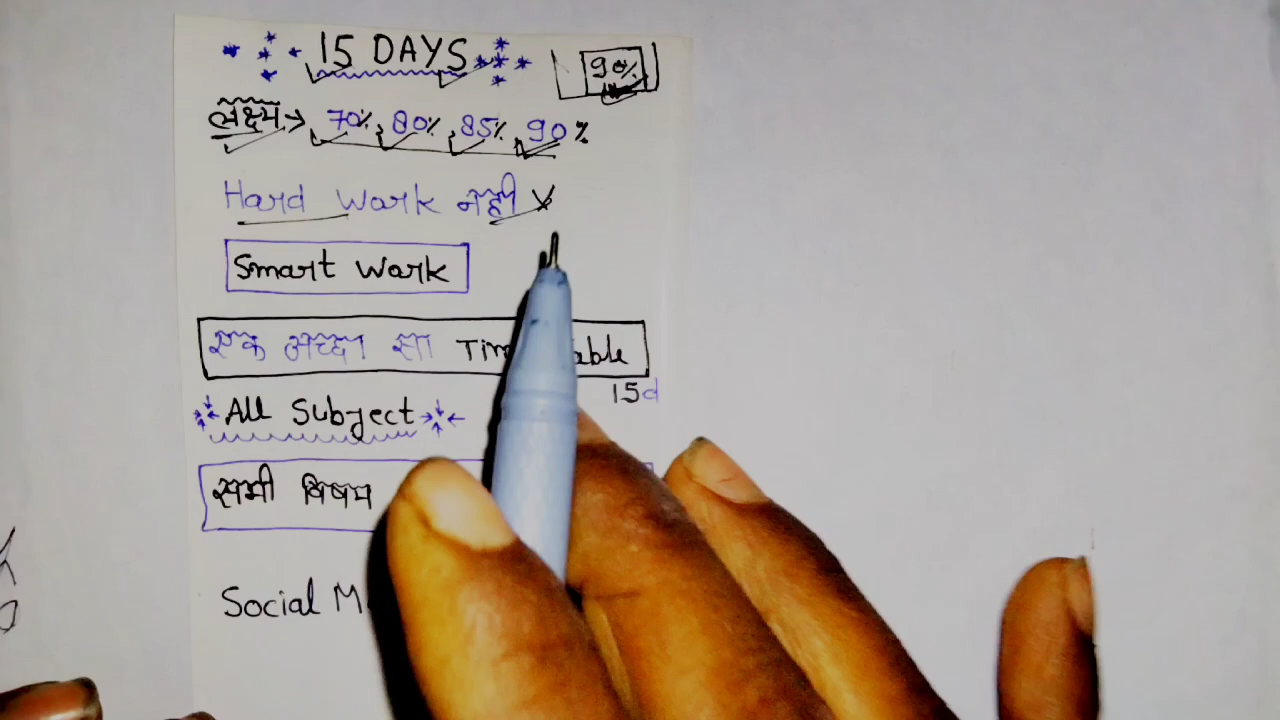 15 DAYS
90%
लक्ष्य → 70%, 80%, 85%, 90%
Hard Work नही ×
Smart Work
एक अच्छा सा
15d
All Subject
सभी विषय
Social M